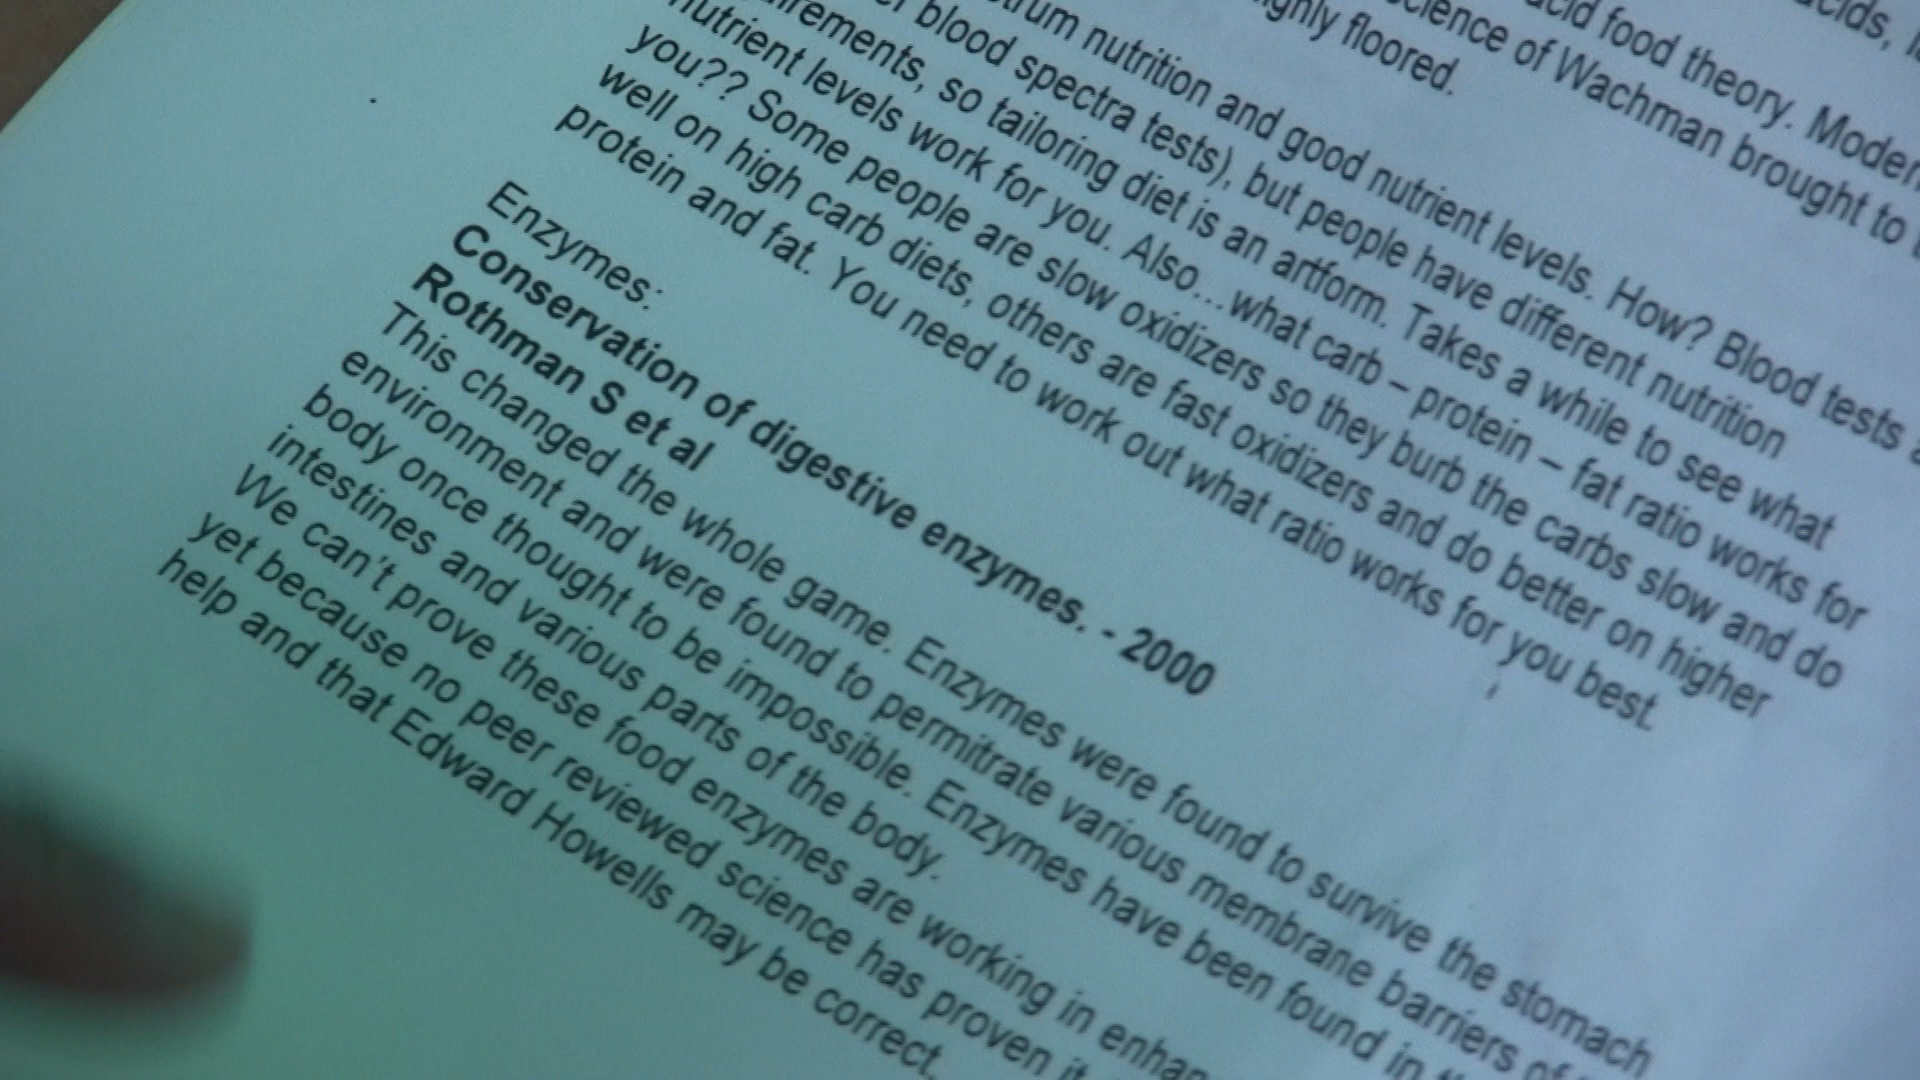 acids,
acid food theory. Modern
science of Wachman brought to
ighly floored.
trum nutrition and good nutrient levels. How? Blood tests
blood spectra tests), but people have different nutrition
irements, so tailoring diet is an artform. Takes a while to see what
nutrient levels work for you. Also...what carb – protein – fat ratio works for
you?? Some people are slow oxidizers so they burb the carbs slow and do
well on high carb diets, others are fast oxidizers and do better on higher
protein and fat. You need to work out what ratio works for you best.
Enzymes:
Conservation of digestive enzymes. - 2000
Rothman S et al
This changed the whole game. Enzymes were found to survive the stomach
environment and were found to permitrate various membrane barriers of
body once thought to be impossible. Enzymes have been found in
intestines and various parts of the body.
We can't prove these food enzymes are working in enhan
yet because no peer reviewed science has proven it
help and that Edward Howells may be correct.